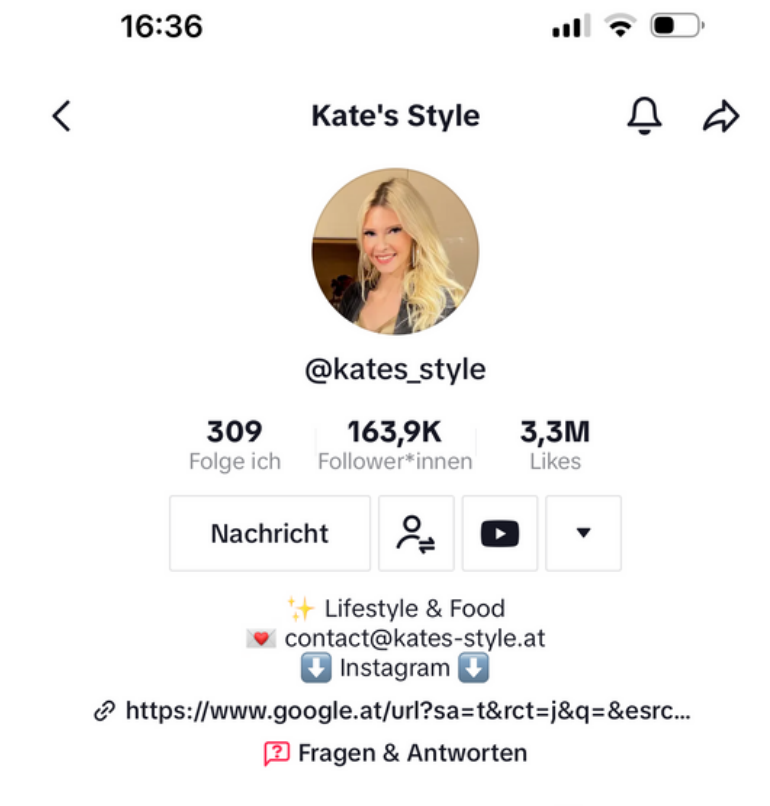 16:36
Kate's Style
@kates_style
309 163,9K 3,3M
Folge ich Follower*innen Likes
Nachricht
✨ Lifestyle & Food
💌 contact@kates-style.at
⬇️ Instagram ⬇️
https://www.google.at/url?sa=t&rct=j&q=&esrc...
Fragen & Antworten